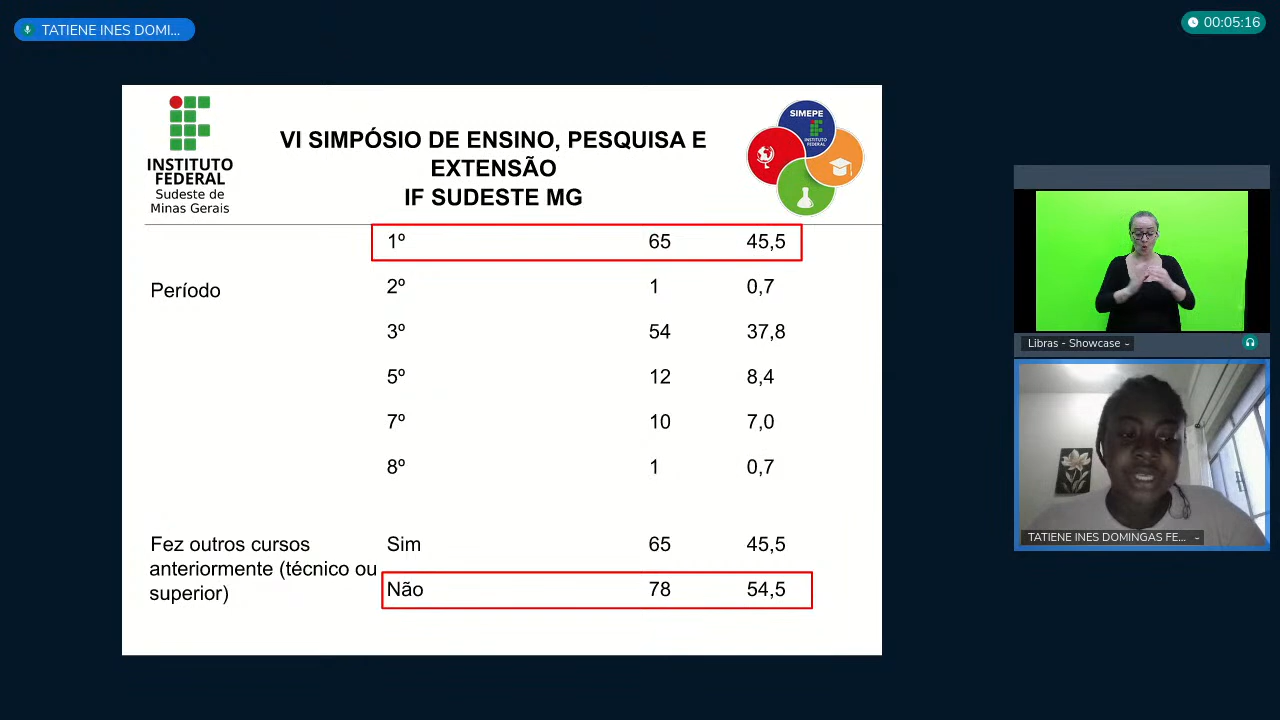 TATIENE INES DOMI...
00:05:16
INSTITUTO
FEDERAL
Sudeste de
Minas Gerais
VI SIMPÓSIO DE ENSINO, PESQUISA E
EXTENSÃO
IF SUDESTE MG
SIMEPE
INSTITUTO
FEDERAL
1º 65 45,5
Período
2º 1 0,7
3º 54 37,8
5º 12 8,4
7º 10 7,0
8º 1 0,7
Fez outros cursos
anteriormente (técnico ou
superior)
Sim 65 45,5
Não 78 54,5
Libras - Showcase
TATIENE INES DOMINGAS FE...